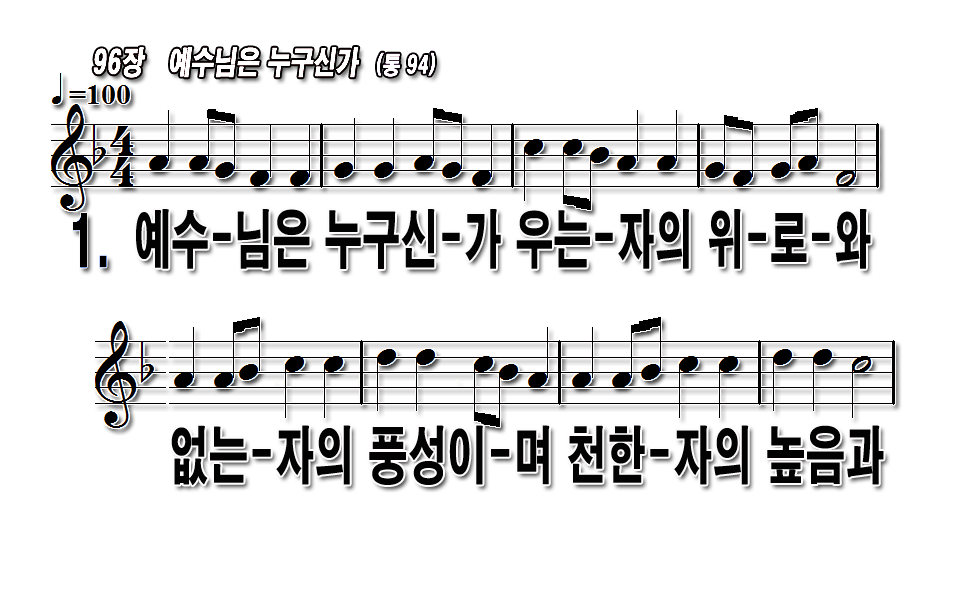 96장 예수님은 누구신가 (통 94)
♩=100
4
4
1. 예수-님은 누구신-가 우는-자의 위-로-와
없는-자의 풍성이-며 천한-자의 높음과